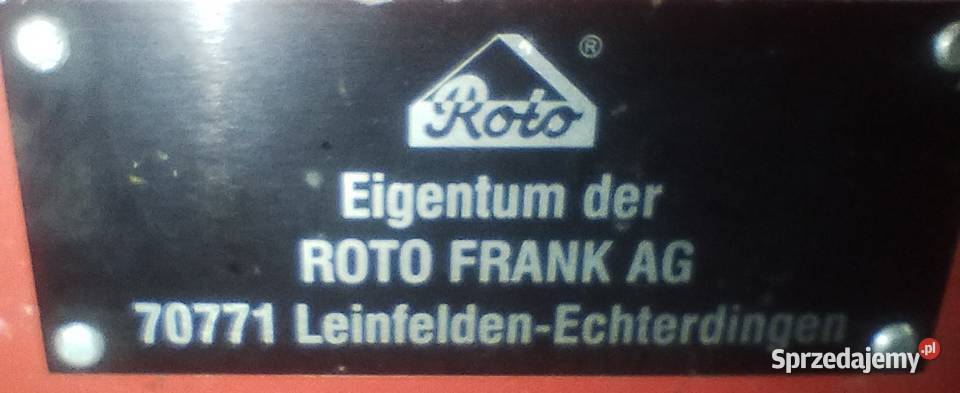 Roto ®
Eigentum der
ROTO FRANK AG
70771 Leinfelden-Echterdingen
Sprzedajemy.pl